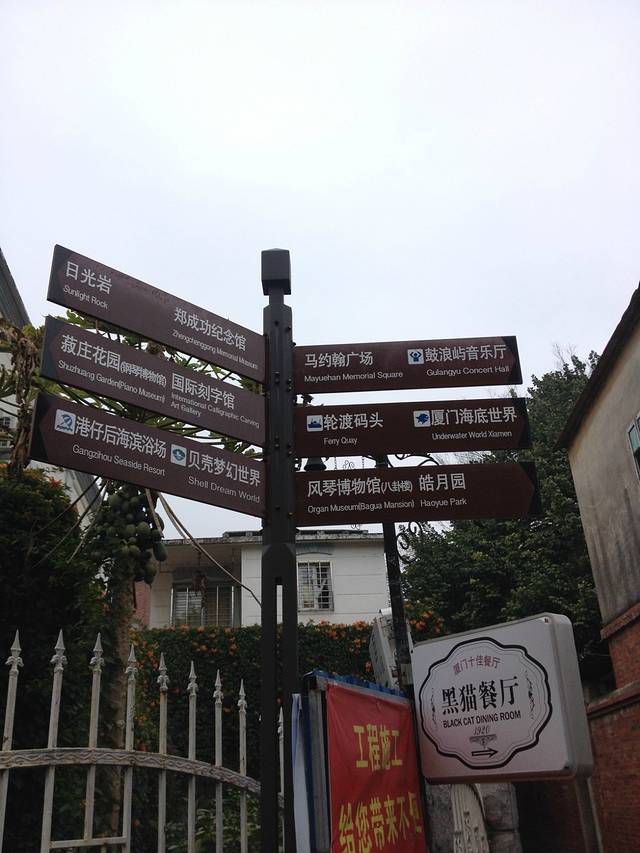 日光岩
Sunlight Rock
郑成功纪念馆
Zhengchenggong Memorial Museum
菽庄花园(钢琴博物馆)
Shuzhuang Garden(Piano Museum)
国际刻字馆
International Calligraphic Carving
Art Gallery
港仔后海滨浴场
Gangzihou Seaside Resort
贝壳梦幻世界
Shell Dream World
马约翰广场
Mayuehan Memorial Square
鼓浪屿音乐厅
Gulangyu Concert Hall
轮渡码头
Ferry Quay
厦门海底世界
Underwater World Xiamen
风琴博物馆(八卦楼)
Organ Museum(Bagua Mansion)
皓月园
Haoyue Park
厦门十佳餐厅
黑猫餐厅
BLACK CAT DINING ROOM
1920
工程施工
给您带来不